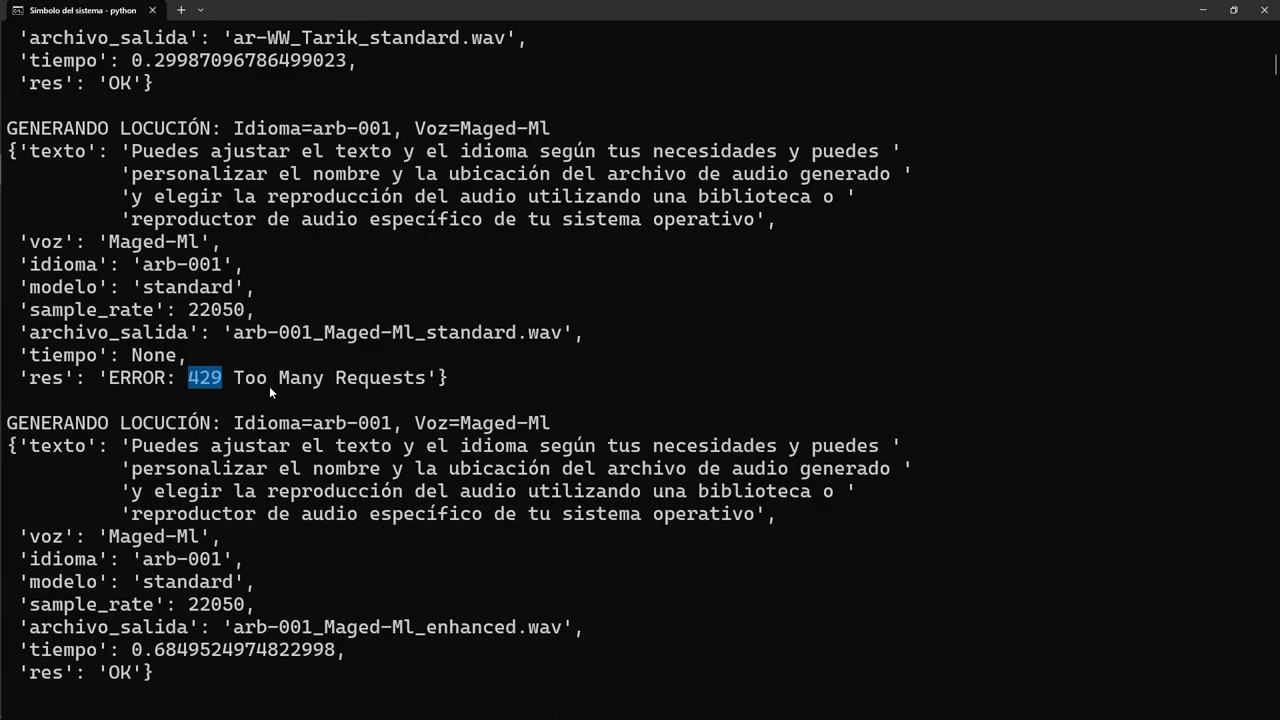 Símbolo del sistema - python
'archivo_salida': 'ar-WW_Tarik_standard.wav',
'tiempo': 0.29987096786499023,
'res': 'OK'}
GENERANDO LOCUCIÓN: Idioma=arb-001, Voz=Maged-Ml
{'texto': 'Puedes ajustar el texto y el idioma según tus necesidades y puedes '
'personalizar el nombre y la ubicación del archivo de audio generado '
'y elegir la reproducción del audio utilizando una biblioteca o '
'reproductor de audio específico de tu sistema operativo',
'voz': 'Maged-Ml',
'idioma': 'arb-001',
'modelo': 'standard',
'sample_rate': 22050,
'archivo_salida': 'arb-001_Maged-Ml_standard.wav',
'tiempo': None,
'res': 'ERROR: 429 Too Many Requests'}
GENERANDO LOCUCIÓN: Idioma=arb-001, Voz=Maged-Ml
{'texto': 'Puedes ajustar el texto y el idioma según tus necesidades y puedes '
'personalizar el nombre y la ubicación del archivo de audio generado '
'y elegir la reproducción del audio utilizando una biblioteca o '
'reproductor de audio específico de tu sistema operativo',
'voz': 'Maged-Ml',
'idioma': 'arb-001',
'modelo': 'standard',
'sample_rate': 22050,
'archivo_salida': 'arb-001_Maged-Ml_enhanced.wav',
'tiempo': 0.6849524974822998,
'res': 'OK'}